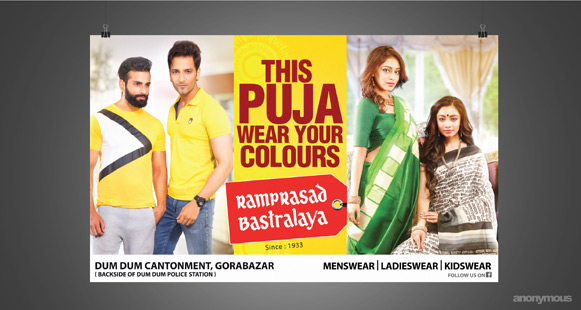 THIS
PUJA
WEAR YOUR
COLOURS
Ramprasad
Bastralaya
Since : 1933
DUM DUM CANTONMENT, GORABAZAR
( BACKSIDE OF DUM DUM POLICE STATION )
MENSWEAR | LADIESWEAR | KIDSWEAR
FOLLOW US ON f
anonymous